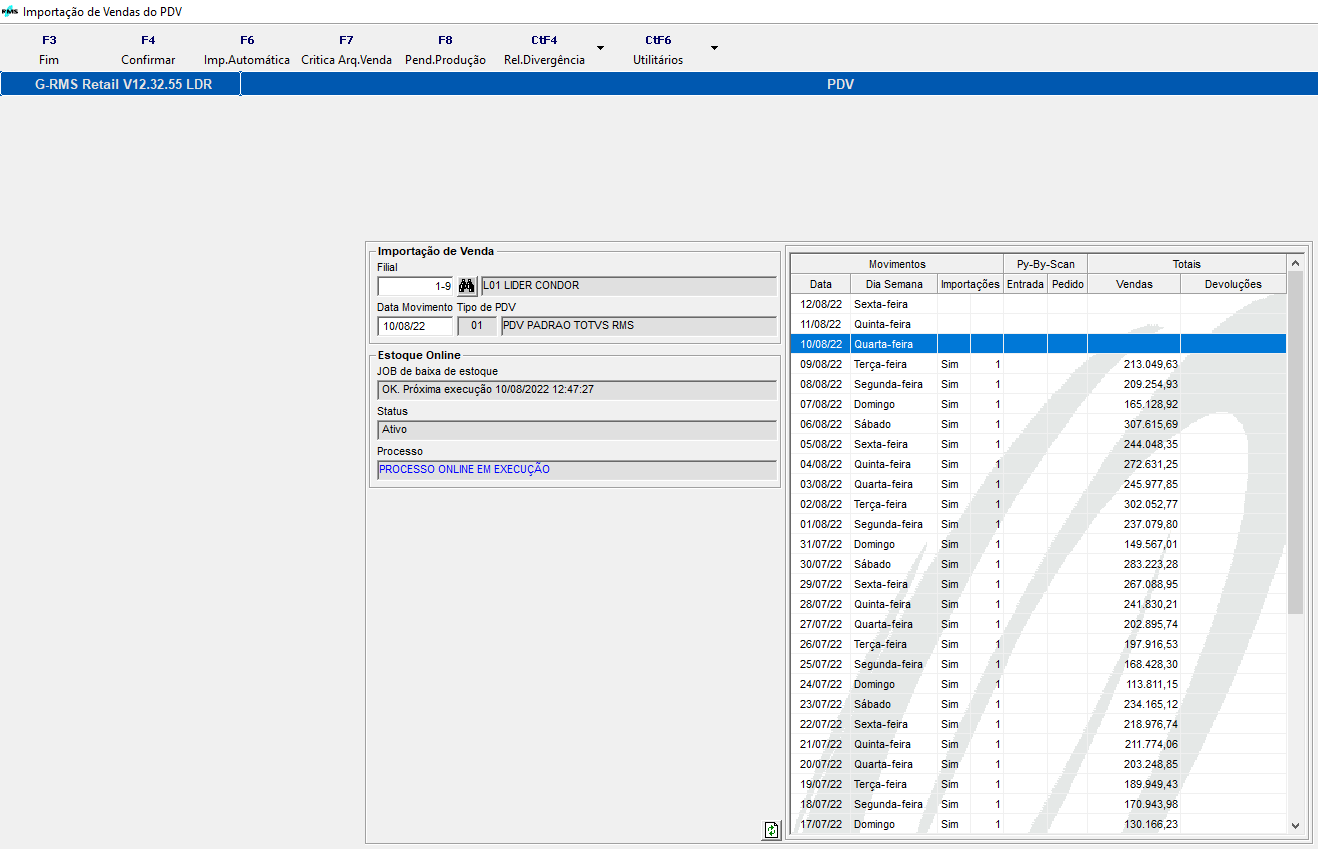 RMS Importação de Vendas do PDV
F3 F4 F6 F7 F8 CtF4 CtF6
Fim Confirmar Imp.Automática Critica Arq.Venda Pend.Produção Rel.Divergência Utilitários
G-RMS Retail V12.32.55 LDR PDV
Importação de Venda
Filial
1-9 L01 LIDER CONDOR
Data Movimento Tipo de PDV
10/08/22 01 PDV PADRAO TOTVS RMS
Estoque Online
JOB de baixa de estoque
OK. Próxima execução 10/08/2022 12:47:27
Status
Ativo
Processo
PROCESSO ONLINE EM EXECUÇÃO
Movimentos Py-By-Scan Totais
Data Dia Semana Importações Entrada Pedido Vendas Devoluções
12/08/22 Sexta-feira
11/08/22 Quinta-feira
10/08/22 Quarta-feira
09/08/22 Terça-feira Sim 1 213.049,63
08/08/22 Segunda-feira Sim 1 209.254,93
07/08/22 Domingo Sim 1 165.128,92
06/08/22 Sábado Sim 1 307.615,69
05/08/22 Sexta-feira Sim 1 244.048,35
04/08/22 Quinta-feira Sim 1 272.631,25
03/08/22 Quarta-feira Sim 1 245.977,85
02/08/22 Terça-feira Sim 1 302.052,77
01/08/22 Segunda-feira Sim 1 237.079,80
31/07/22 Domingo Sim 1 149.567,01
30/07/22 Sábado Sim 1 283.223,28
29/07/22 Sexta-feira Sim 1 267.088,95
28/07/22 Quinta-feira Sim 1 241.830,21
27/07/22 Quarta-feira Sim 1 202.895,74
26/07/22 Terça-feira Sim 1 197.916,53
25/07/22 Segunda-feira Sim 1 168.428,30
24/07/22 Domingo Sim 1 113.811,15
23/07/22 Sábado Sim 1 234.165,12
22/07/22 Sexta-feira Sim 1 218.976,74
21/07/22 Quinta-feira Sim 1 211.774,06
20/07/22 Quarta-feira Sim 1 203.248,85
19/07/22 Terça-feira Sim 1 189.949,43
18/07/22 Segunda-feira Sim 1 170.943,98
17/07/22 Domingo Sim 1 130.166,23